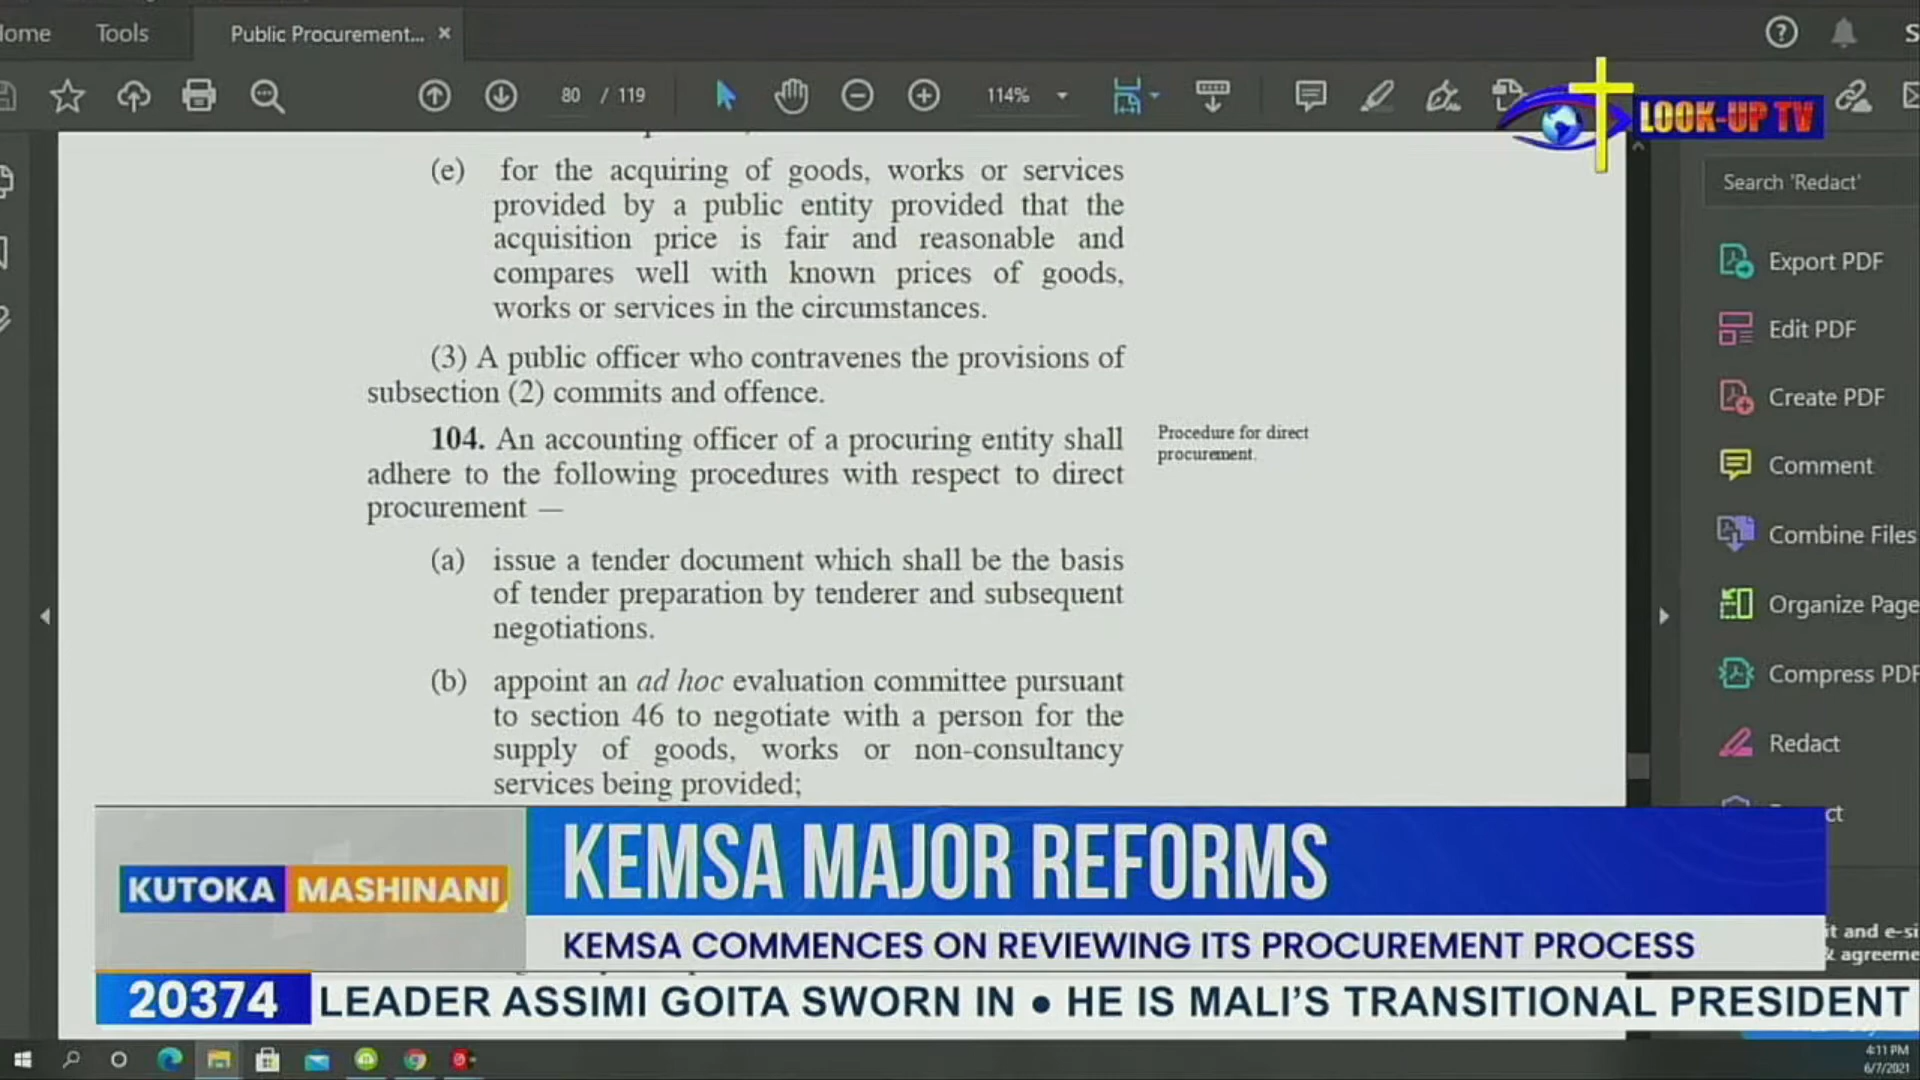 Tools
Public Procurement... ×
80 / 119
114%
LOOK-UP TV
Search 'Redact'
(e) for the acquiring of goods, works or services
provided by a public entity provided that the
acquisition price is fair and reasonable and
compares well with known prices of goods,
works or services in the circumstances.
(3) A public officer who contravenes the provisions of
subsection (2) commits and offence.
104. An accounting officer of a procuring entity shall
adhere to the following procedures with respect to direct
procurement —
Procedure for direct
procurement.
(a) issue a tender document which shall be the basis
of tender preparation by tenderer and subsequent
negotiations.
(b) appoint an ad hoc evaluation committee pursuant
to section 46 to negotiate with a person for the
supply of goods, works or non-consultancy
services being provided;
Export PDF
Edit PDF
Create PDF
Comment
Combine Files
Organize Page
Compress PDF
Redact
KUTOKA MASHINANI
KEMSA MAJOR REFORMS
KEMSA COMMENCES ON REVIEWING ITS PROCUREMENT PROCESS
and e-si
agreeme
20374
LEADER ASSIMI GOITA SWORN IN • HE IS MALI'S TRANSITIONAL PRESIDENT
4:11 PM
6/7/2021